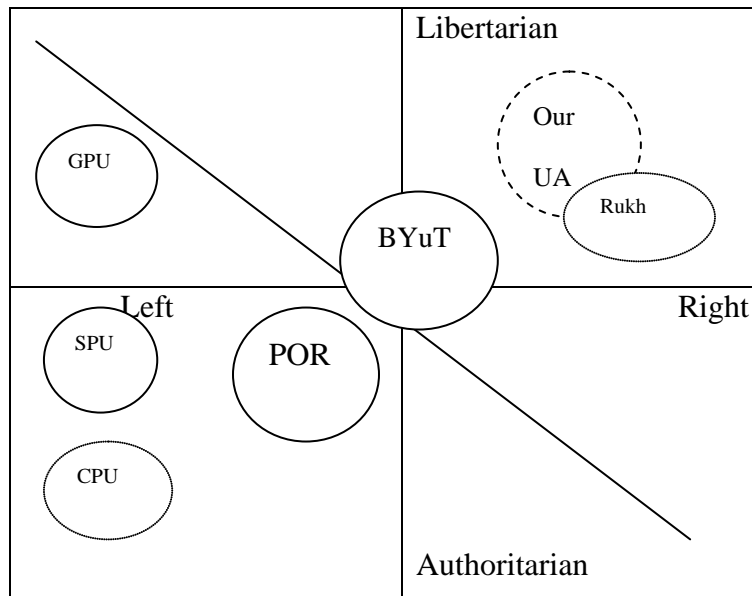 Libertarian
Our
UA
GPU
Rukh
BYuT
Left
Right
SPU
POR
CPU
Authoritarian